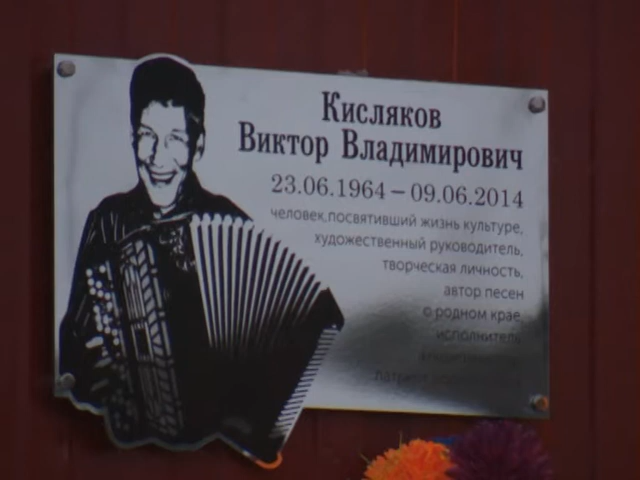 Кисляков
Виктор Владимирович
23.06.1964 – 09.06.2014
человек,посвятивший жизнь культуре,
художественный руководитель,
творческая личность,
автор песен
о родном крае,
исполнитель